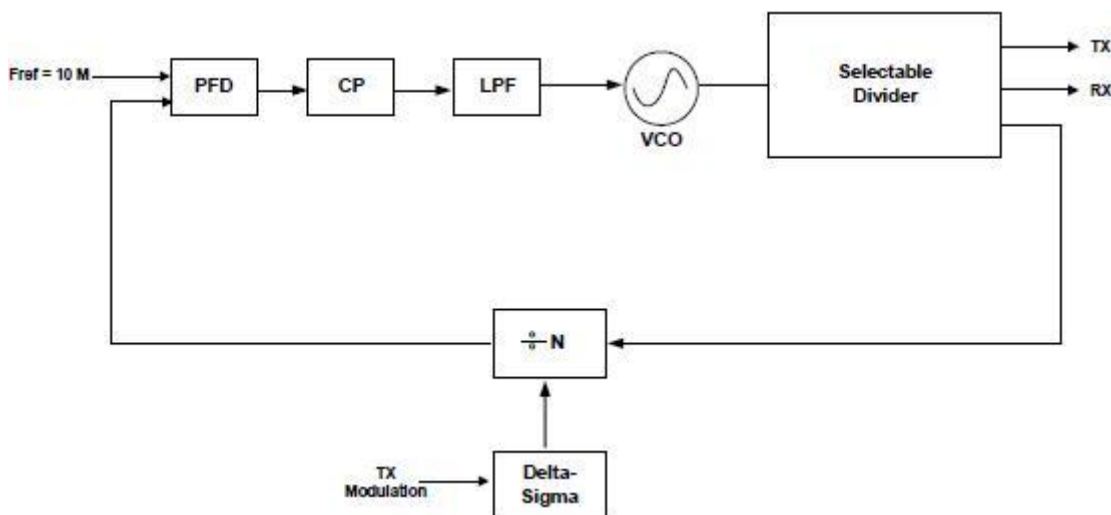 Fref = 10 M
PFD
CP
LPF
VCO
Selectable
Divider
TX
RX
÷ N
TX
Modulation
Delta-
Sigma